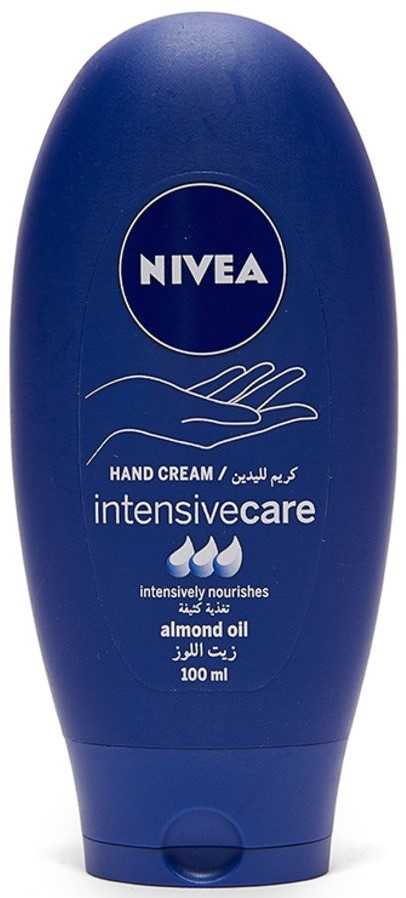 NIVEA
HAND CREAM / كريم لليدين
intensivecare
intensively nourishes
تغذية كثيفة
almond oil
زيت اللوز
100 ml